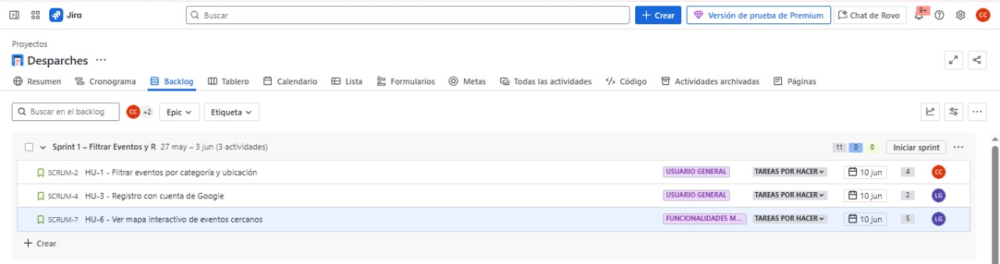 Jira
Buscar
Crear
Versión de prueba de Premium
Chat de Rovo
9+
CC
Proyectos
Desparches
Resumen
Cronograma
Backlog
Tablero
Calendario
Lista
Formularios
Metas
Todas las actividades
Código
Actividades archivadas
Páginas
Buscar en el backlog
CC
+2
Epic
Etiqueta
Sprint 1 – Filtrar Eventos y R 27 may – 3 jun (3 actividades) 11 0 0 Iniciar sprint
SCRUM-2 HU-1 - Filtrar eventos por categoría y ubicación USUARIO GENERAL TAREAS POR HACER 10 jun 4 CC
SCRUM-4 HU-3 - Registro con cuenta de Google USUARIO GENERAL TAREAS POR HACER 10 jun 2 LG
SCRUM-7 HU-6 - Ver mapa interactivo de eventos cercanos FUNCIONALIDADES M... TAREAS POR HACER 10 jun 5 LG
Crear